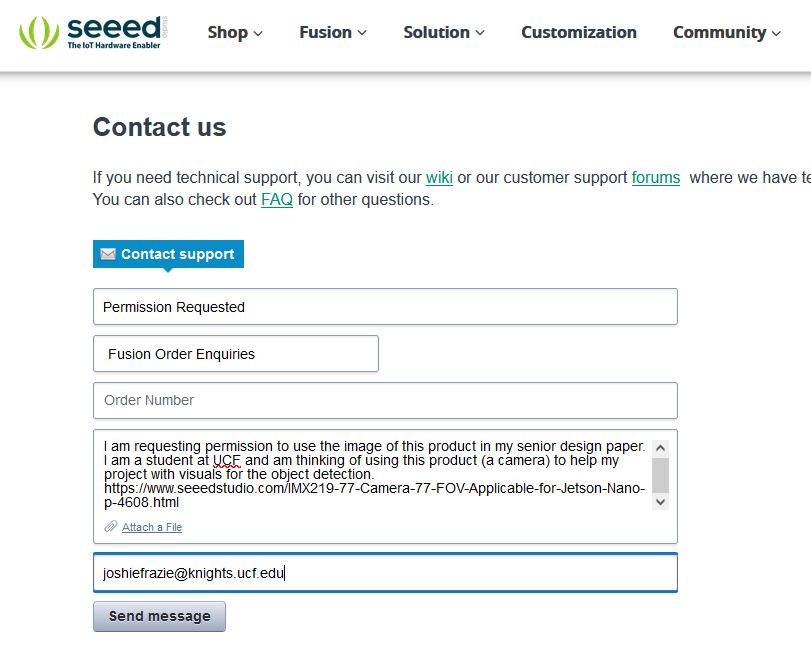 seeed
studio
The IoT Hardware Enabler
Shop
Fusion
Solution
Customization
Community
Contact us
If you need technical support, you can visit our wiki or our customer support forums where we have te
You can also check out FAQ for other questions.
Contact support
Permission Requested
Fusion Order Enquiries
Order Number
I am requesting permission to use the image of this product in my senior design paper.
I am a student at UCF and am thinking of using this product (a camera) to help my
project with visuals for the object detection.
https://www.seeedstudio.com/IMX219-77-Camera-77-FOV-Applicable-for-Jetson-Nano-
p-4608.html
Attach a File
joshiefrazie@knights.ucf.edu
Send message